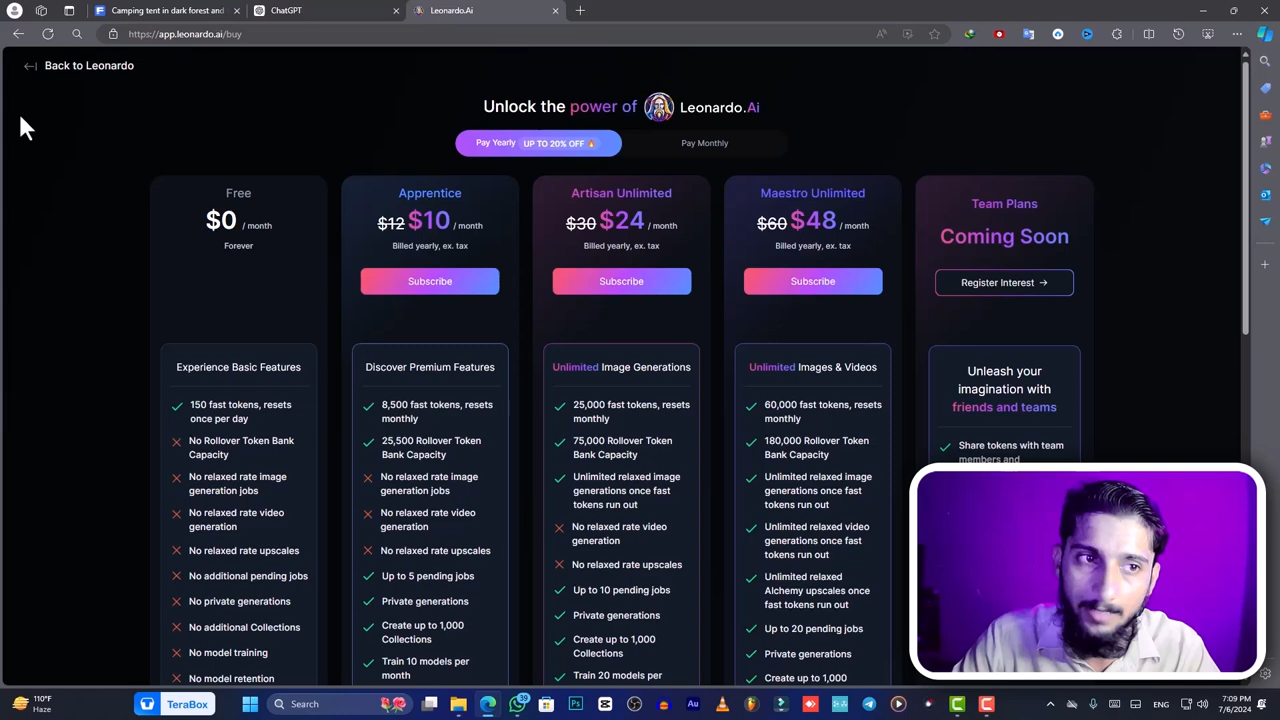 Camping tent in dark forest and
ChatGPT
Leonardo.Ai
https://app.leonardo.ai/buy
Back to Leonardo
Unlock the power of Leonardo.Ai
Pay Yearly UP TO 20% OFF
Pay Monthly
Free
$0 / month
Forever
Experience Basic Features
150 fast tokens, resets
once per day
No Rollover Token Bank
Capacity
No relaxed rate image
generation jobs
No relaxed rate video
generation
No relaxed rate upscales
No additional pending jobs
No private generations
No additional Collections
No model training
No model retention
Apprentice
$12 $10 / month
Billed yearly, ex. tax
Subscribe
Discover Premium Features
8,500 fast tokens, resets
monthly
25,500 Rollover Token
Bank Capacity
No relaxed rate image
generation jobs
No relaxed rate video
generation
No relaxed rate upscales
Up to 5 pending jobs
Private generations
Create up to 1,000
Collections
Train 10 models per
month
Artisan Unlimited
$30 $24 / month
Billed yearly, ex. tax
Subscribe
Unlimited Image Generations
25,000 fast tokens, resets
monthly
75,000 Rollover Token
Bank Capacity
Unlimited relaxed image
generations once fast
tokens run out
No relaxed rate video
generation
No relaxed rate upscales
Up to 10 pending jobs
Private generations
Create up to 1,000
Collections
Train 20 models per
Maestro Unlimited
$60 $48 / month
Billed yearly, ex. tax
Subscribe
Unlimited Images & Videos
60,000 fast tokens, resets
monthly
180,000 Rollover Token
Bank Capacity
Unlimited relaxed image
generations once fast
tokens run out
Unlimited relaxed video
generations once fast
tokens run out
Unlimited relaxed
Alchemy upscales once
fast tokens run out
Up to 20 pending jobs
Private generations
Create up to 1,000
Team Plans
Coming Soon
Register Interest →
Unleash your
imagination with
friends and teams
Share tokens with team
members and
110°F
Haze
TeraBox
Search
39
Ps
Au
7:09 PM
7/6/2024